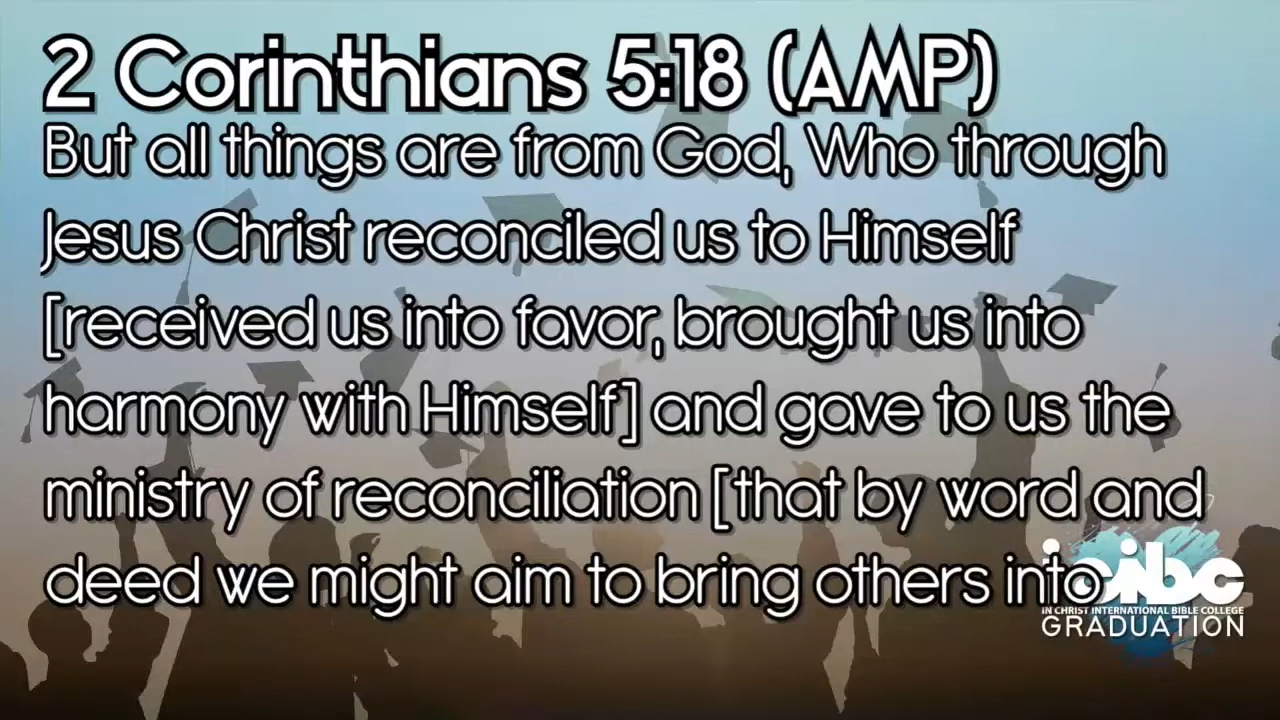 2 Corinthians 5:18 (AMP)
But all things are from God, Who through
Jesus Christ reconciled us to Himself
[received us into favor, brought us into
harmony with Himself] and gave to us the
ministry of reconciliation [that by word and
deed we might aim to bring others into
icibc
IN CHRIST INTERNATIONAL BIBLE COLLEGE
GRADUATION